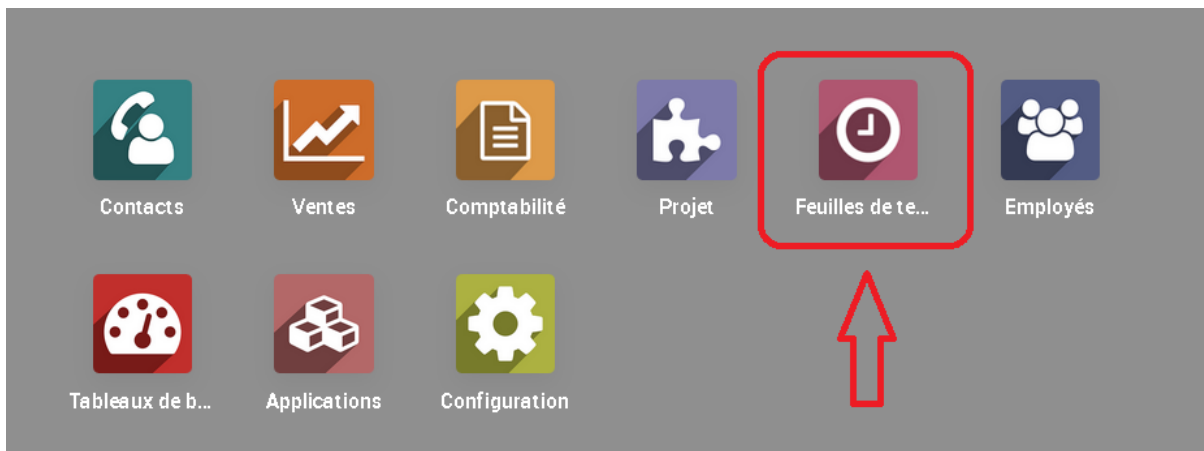 Contacts
Ventes
Comptabilité
Projet
Feuilles de te...
Employés
Tableaux de b...
Applications
Configuration